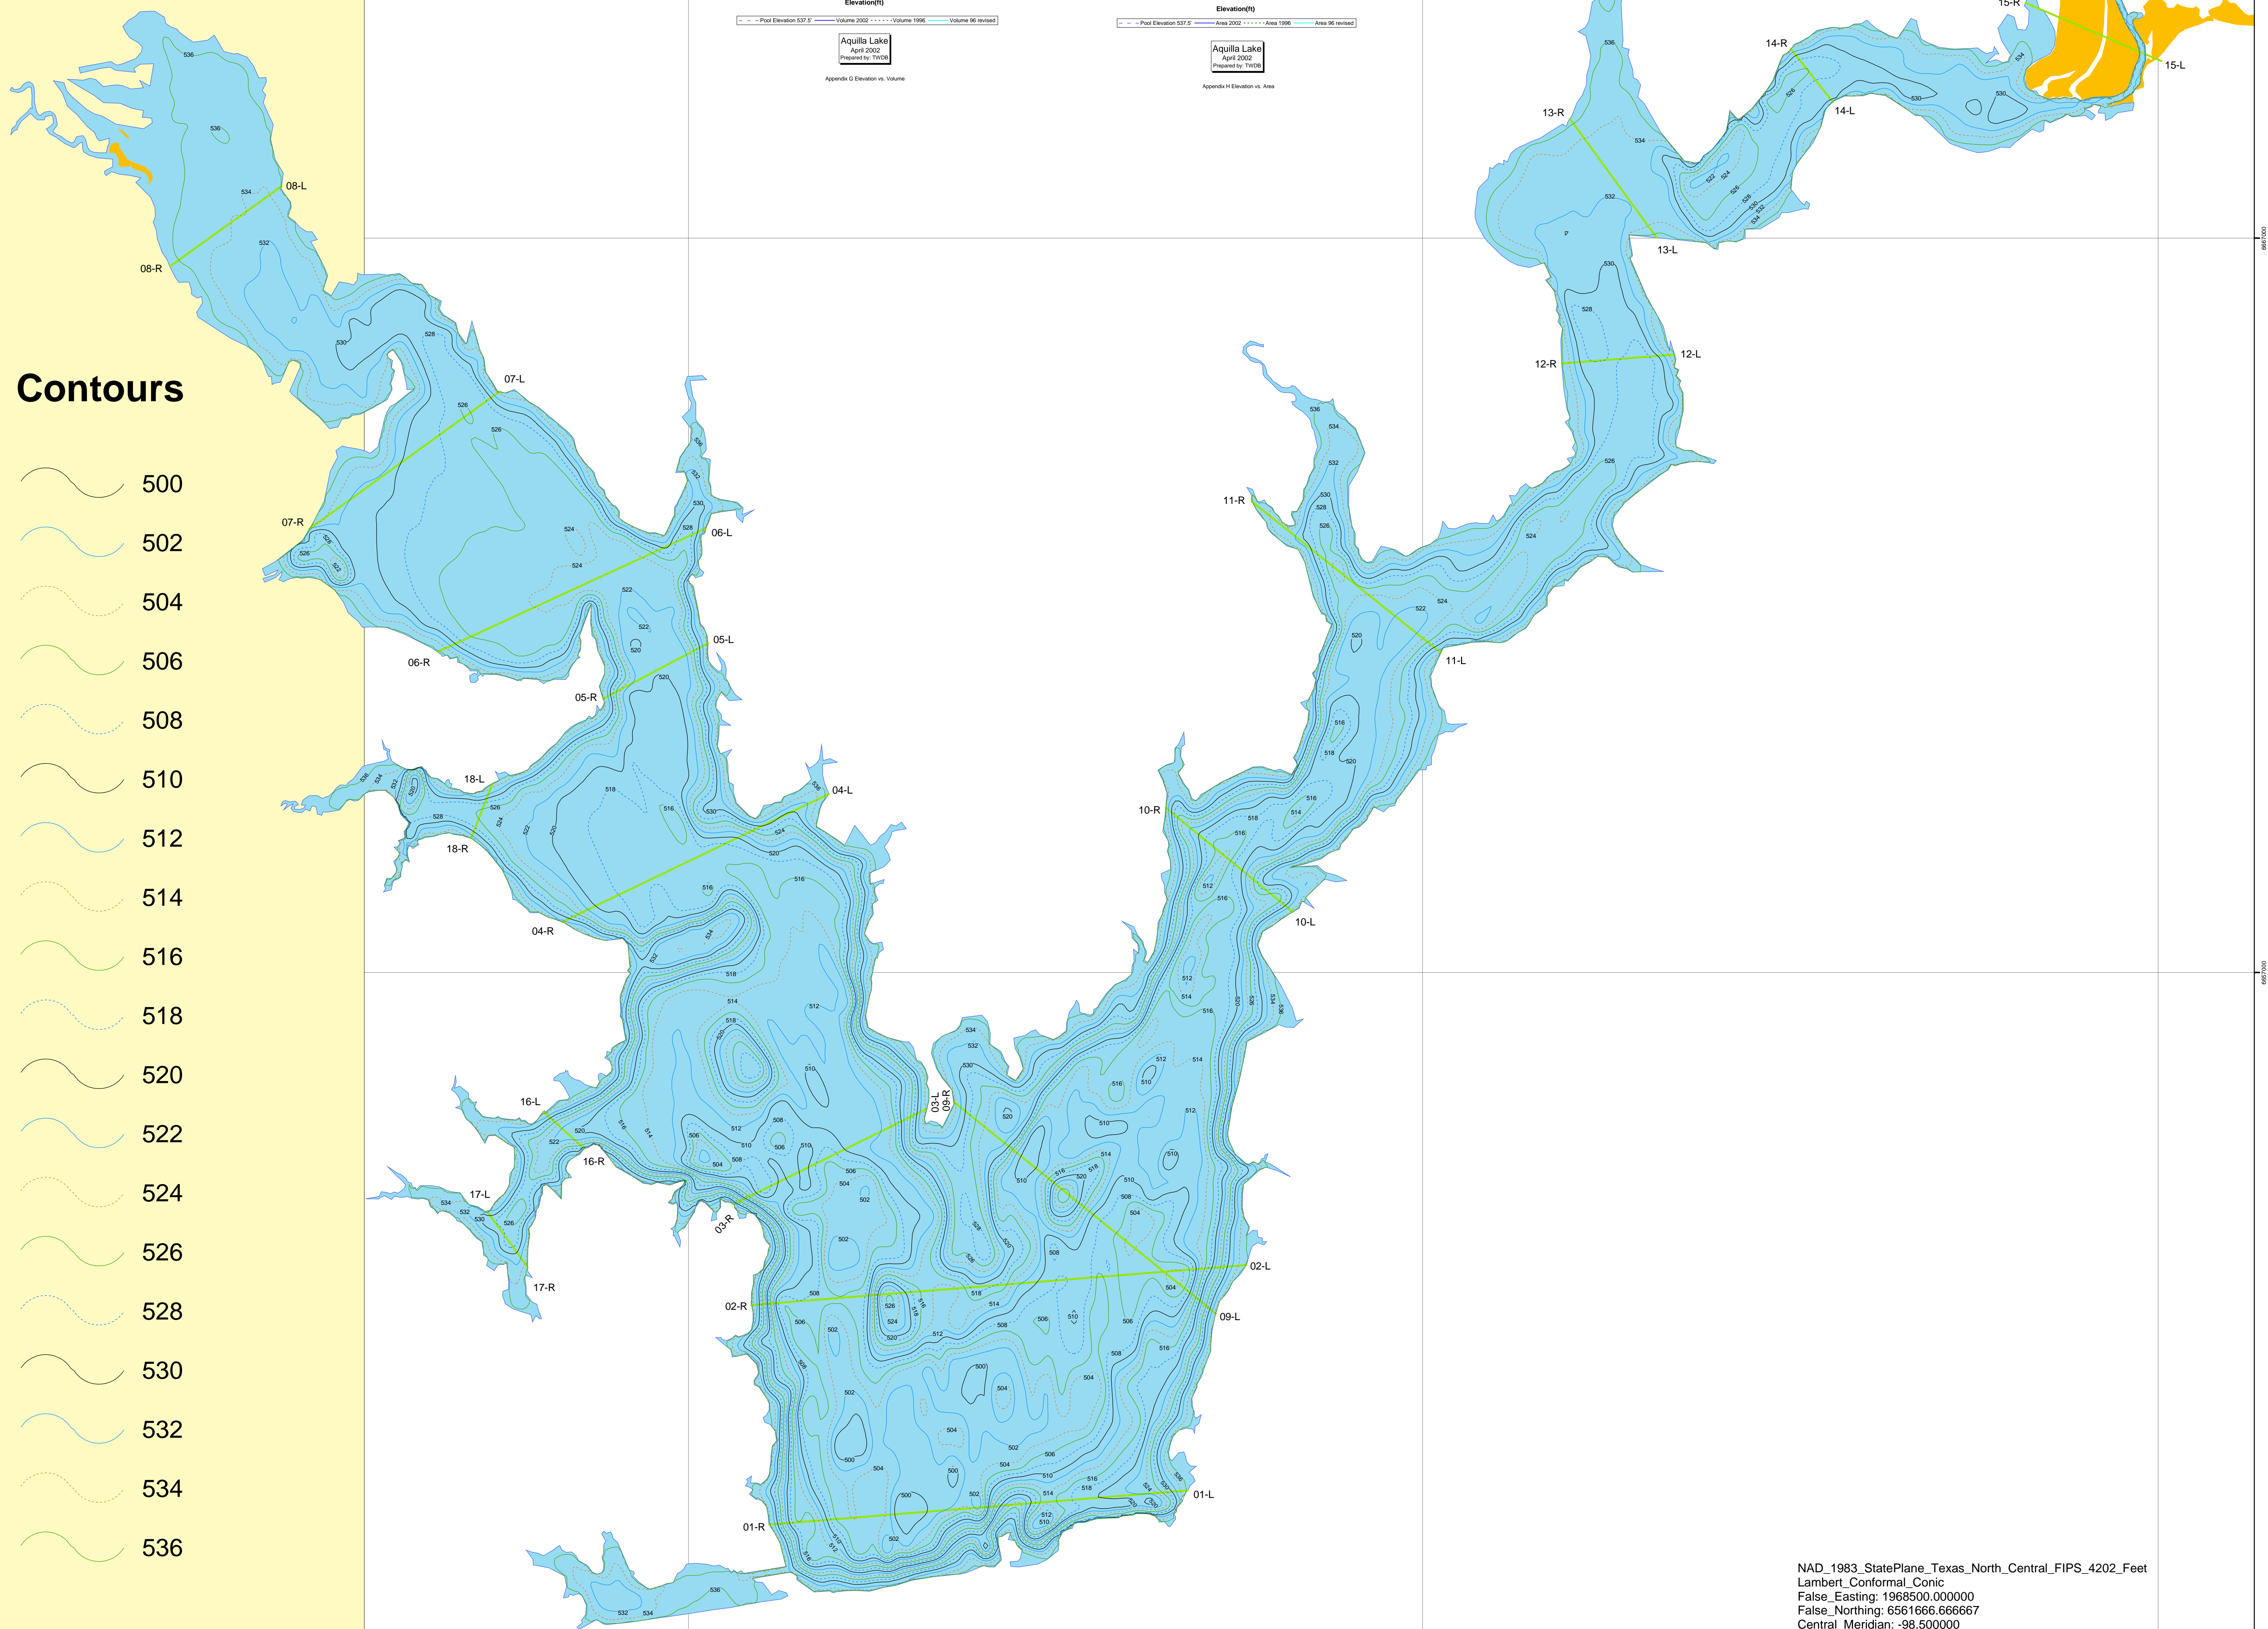 Elevation(ft)
Pool Elevation 537.5' Volume 2002 Volume 1996 Volume 96 revised
Aquilla Lake
April 2002
Prepared by: TWDB
Appendix G Elevation vs. Volume
Elevation(ft)
Pool Elevation 537.5' Area 2002 Area 1996 Area 96 revised
Aquilla Lake
April 2002
Prepared by: TWDB
Appendix H Elevation vs. Area
Contours
500
502
504
506
508
510
512
514
516
518
520
522
524
526
528
530
532
534
536
15-R
15-L
14-R
14-L
13-R
13-L
12-R
12-L
11-R
11-L
10-R
10-L
09-R
09-L
08-L
08-R
07-L
07-R
06-L
06-R
05-L
05-R
18-L
18-R
04-L
04-R
03-L
03-R
16-L
16-R
17-L
17-R
02-R
02-L
01-R
01-L
6667000
6657000
NAD_1983_StatePlane_Texas_North_Central_FIPS_4202_Feet
Lambert_Conformal_Conic
False_Easting: 1968500.000000
False_Northing: 6561666.666667
Central_Meridian: -98.500000